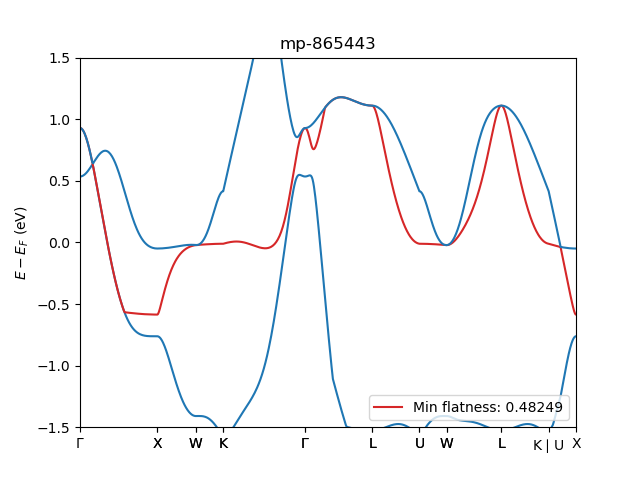 mp-865443
E − E_F (eV)
1.5
1.0
0.5
0.0
−0.5
−1.0
−1.5
Min flatness: 0.48249
Γ X W K Γ L U W L K | U X